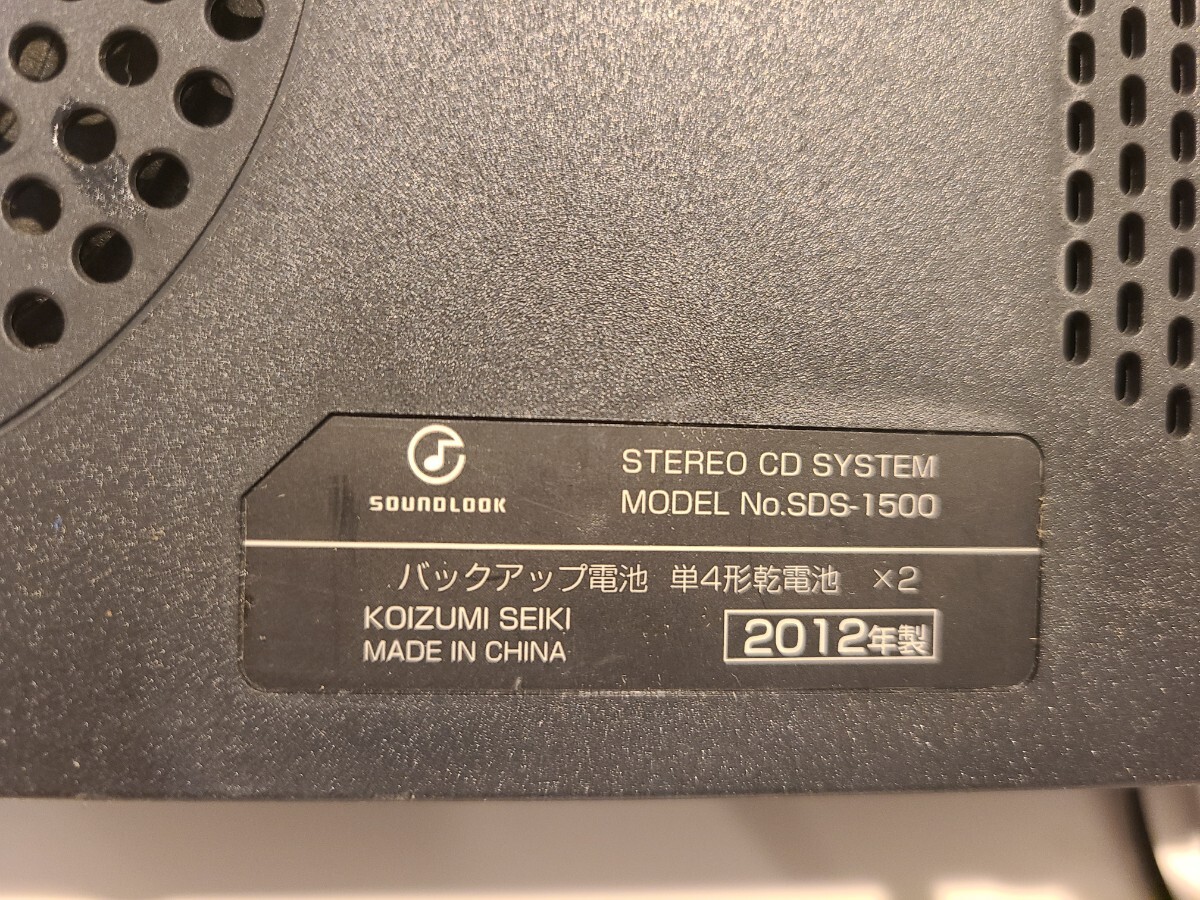 SOUNDLOOK
STEREO CD SYSTEM
MODEL No.SDS-1500
バックアップ電池 単4形乾電池 ×2
KOIZUMI SEIKI
MADE IN CHINA
2012年製